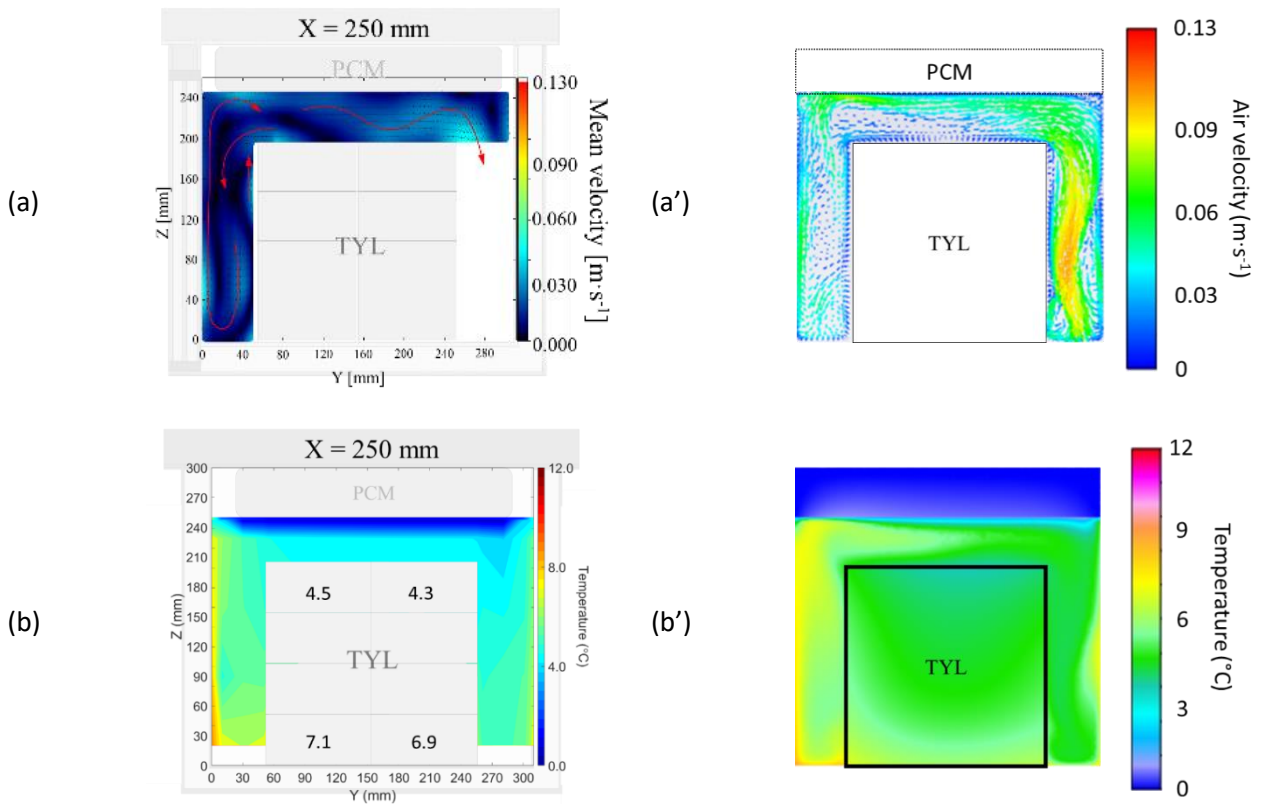 X = 250 mm
PCM
240
200
160
120
80
40
0
Z [mm]
0 40 80 120 160 200 240 280
Y [mm]
TYL
0.130
0.090
0.060
0.030
0.000
Mean velocity [m·s⁻¹]
(a)
(a')
PCM
TYL
0.13
0.09
0.06
0.03
0
Air velocity (m·s⁻¹)
(b)
X = 250 mm
PCM
300
270
240
210
180
150
120
90
60
30
0
Z (mm)
0 30 60 90 120 150 180 210 240 270 300
Y (mm)
4.5 4.3
TYL
7.1 6.9
12.0
8.0
4.0
0.0
Temperature (°C)
(b')
TYL
12
9
6
3
0
Temperature (°C)